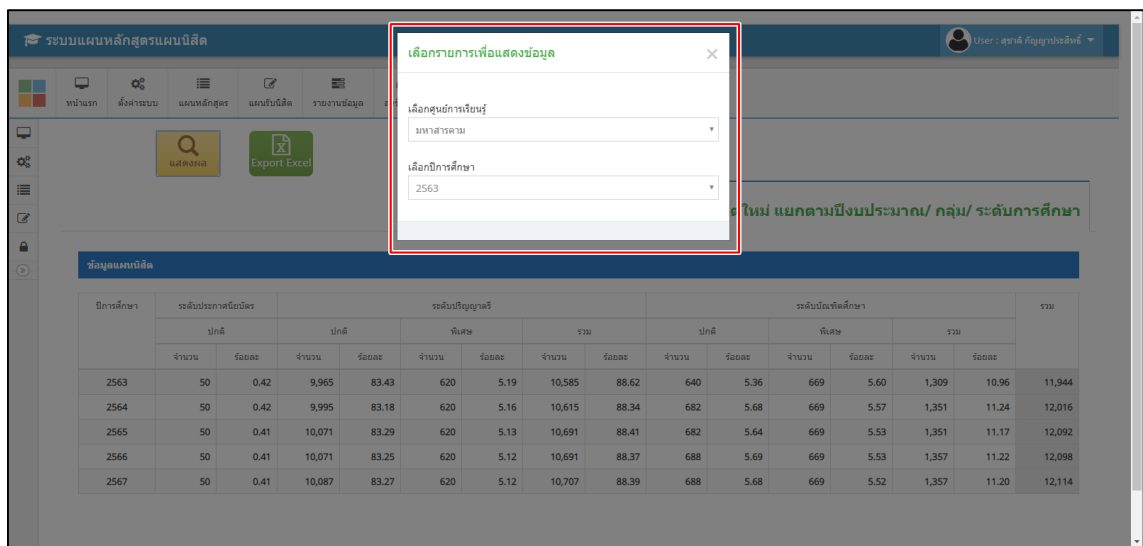 ระบบแผนหลักสูตรแผนนิสิต
User : สุชาติ กัญญาประสิทธิ์
หน้าแรก ตั้งค่าระบบ แผนหลักสูตร แผนรับนิสิต รายงานข้อมูล
แสดงผล Export Excel
เลือกรายการเพื่อแสดงข้อมูล
เลือกศูนย์การเรียนรู้
มหาสารคาม
เลือกปีการศึกษา
2563
แยกตามปีงบประมาณ/ กลุ่ม/ ระดับการศึกษา
ข้อมูลแผนนิสิต
ปีการศึกษา ระดับประกาศนียบัตร ระดับปริญญาตรี ระดับบัณฑิตศึกษา รวม
ปกติ ปกติ พิเศษ รวม ปกติ พิเศษ รวม
จำนวน ร้อยละ จำนวน ร้อยละ จำนวน ร้อยละ จำนวน ร้อยละ จำนวน ร้อยละ จำนวน ร้อยละ จำนวน ร้อยละ
2563 50 0.42 9,965 83.43 620 5.19 10,585 88.62 640 5.36 669 5.60 1,309 10.96 11,944
2564 50 0.42 9,995 83.18 620 5.16 10,615 88.34 682 5.68 669 5.57 1,351 11.24 12,016
2565 50 0.41 10,071 83.29 620 5.13 10,691 88.41 682 5.64 669 5.53 1,351 11.17 12,092
2566 50 0.41 10,071 83.25 620 5.12 10,691 88.37 688 5.69 669 5.53 1,357 11.22 12,098
2567 50 0.41 10,087 83.27 620 5.12 10,707 88.39 688 5.68 669 5.52 1,357 11.20 12,114